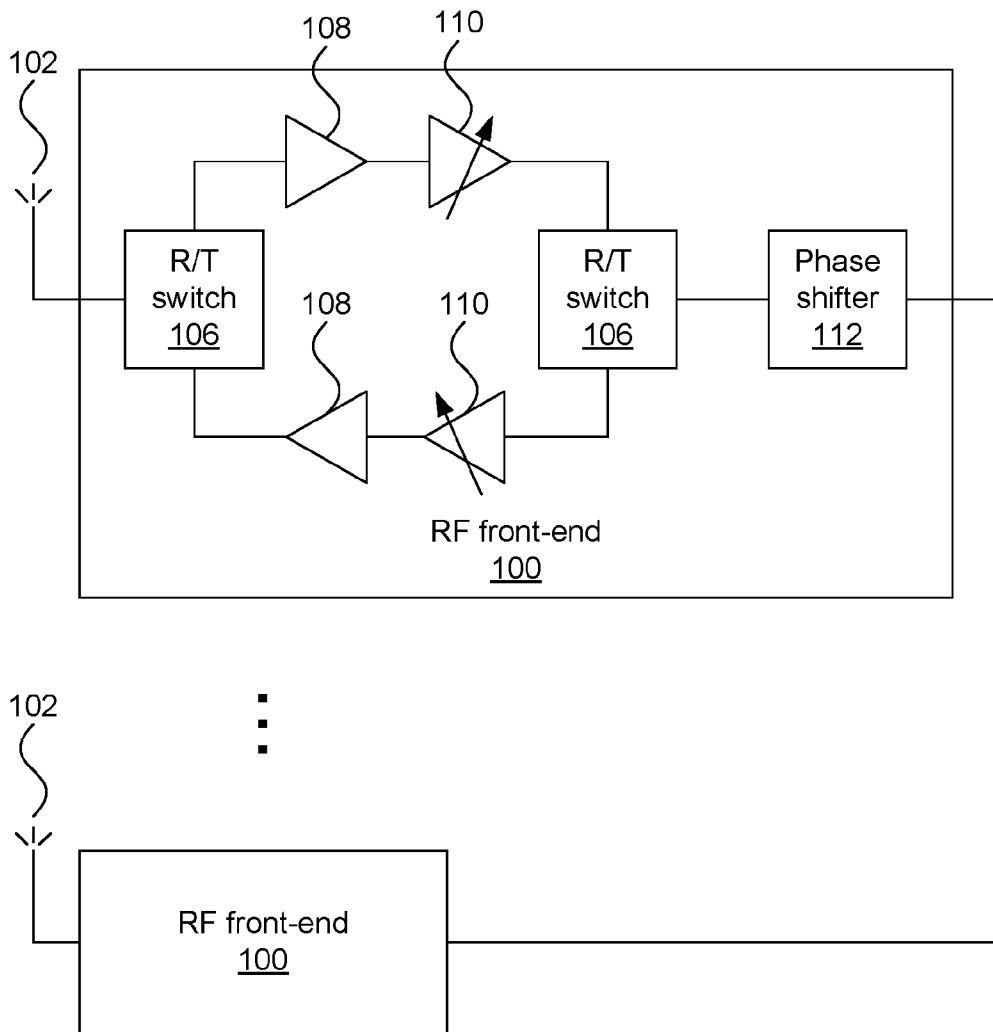 108
110
102
R/T
switch
106
R/T
switch
106
Phase
shifter
112
108
110
RF front-end
100
102
RF front-end
100